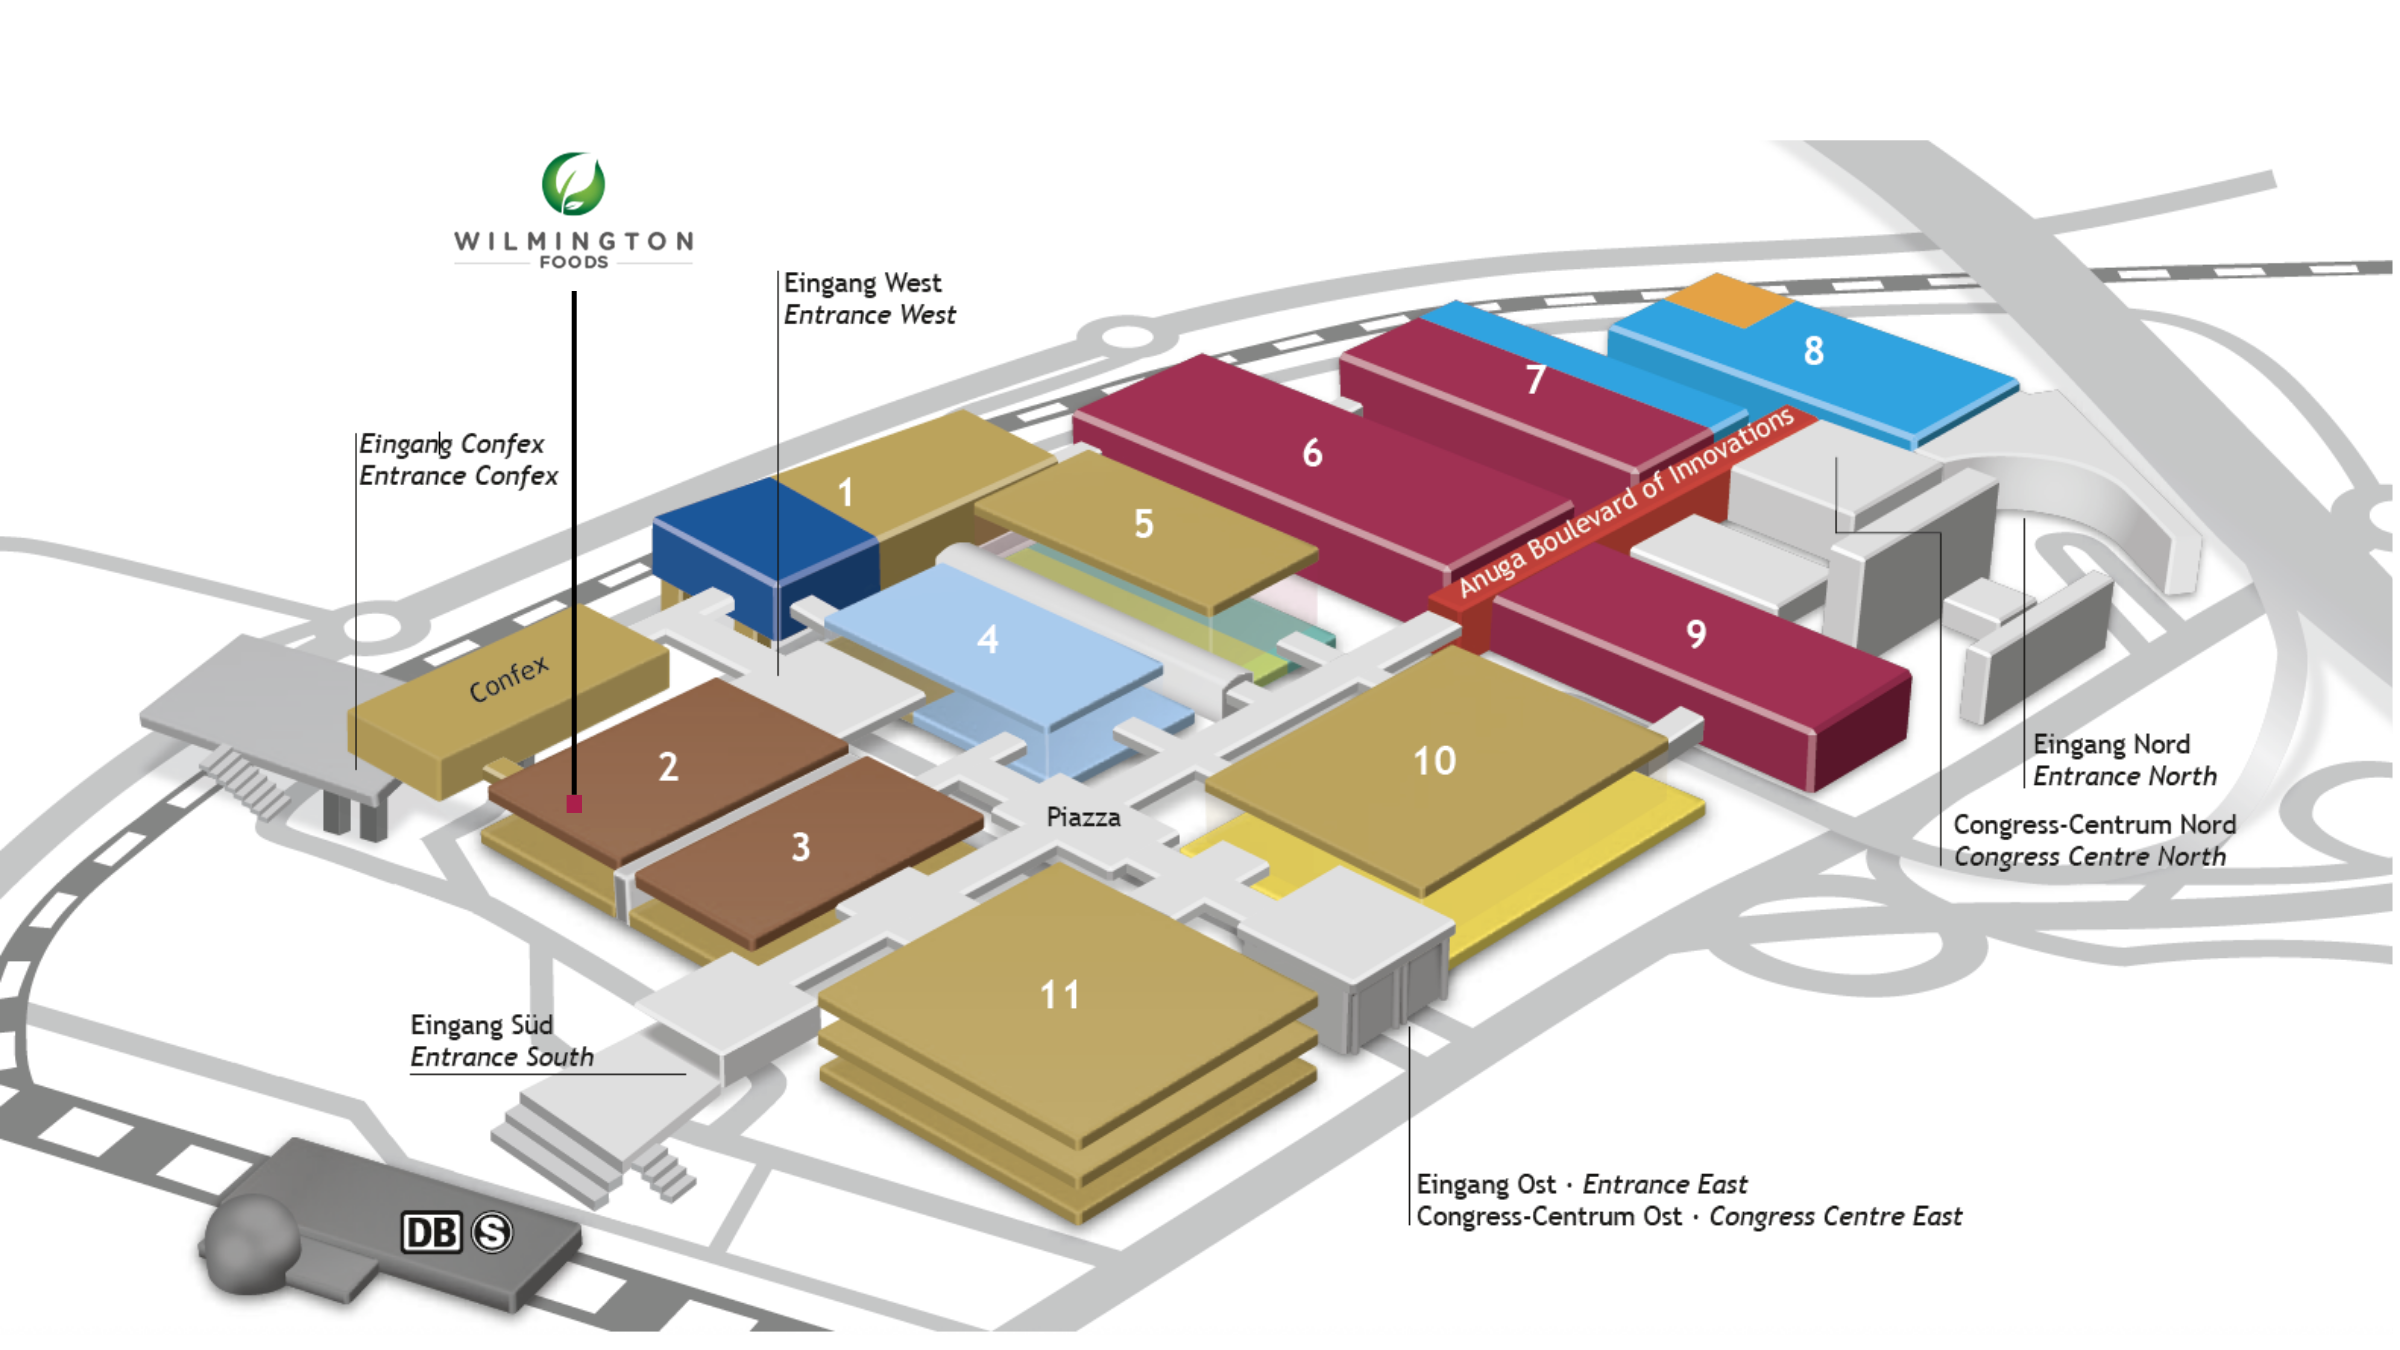 WILMINGTON
FOODS
Eingang West
Entrance West
Eingang Confex
Entrance Confex
8
7
6
1
5
Anuga Boulevard of Innovations
4
9
Confex
2
10
3
Piazza
Eingang Nord
Entrance North
Congress-Centrum Nord
Congress Centre North
11
Eingang Süd
Entrance South
Eingang Ost · Entrance East
Congress-Centrum Ost · Congress Centre East
DB S